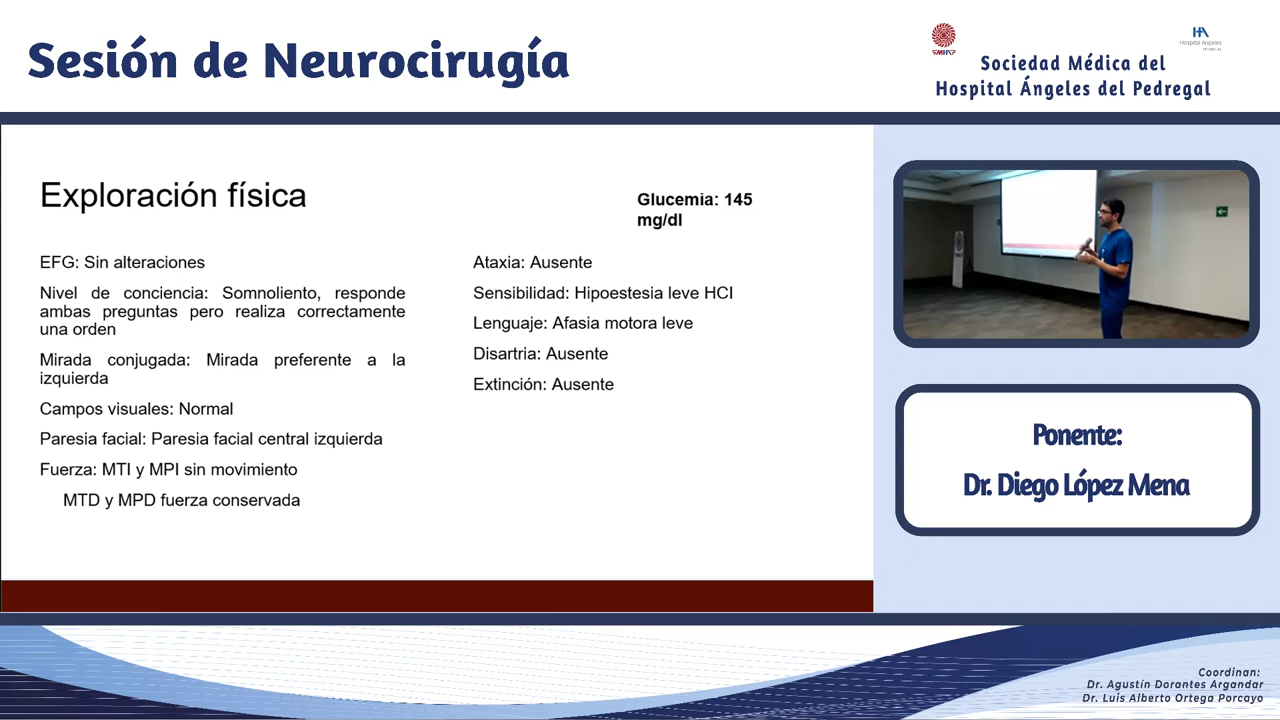 Sesión de Neurocirugía
SMHAP
HA
Hospital Angeles
Sociedad Médica del
Hospital Ángeles del Pedregal
Exploración física
Glucemia: 145
mg/dl
EFG: Sin alteraciones
Nivel de conciencia: Somnoliento, responde
ambas preguntas pero realiza correctamente
una orden
Mirada conjugada: Mirada preferente a la
izquierda
Campos visuales: Normal
Paresia facial: Paresia facial central izquierda
Fuerza: MTI y MPI sin movimiento
MTD y MPD fuerza conservada
Ataxia: Ausente
Sensibilidad: Hipoestesia leve HCI
Lenguaje: Afasia motora leve
Disartria: Ausente
Extinción: Ausente
Ponente:
Dr. Diego López Mena
Coordinan:
Dr. Agustín Dorantes Argandar
Dr. Luis Alberto Ortega Porcayo